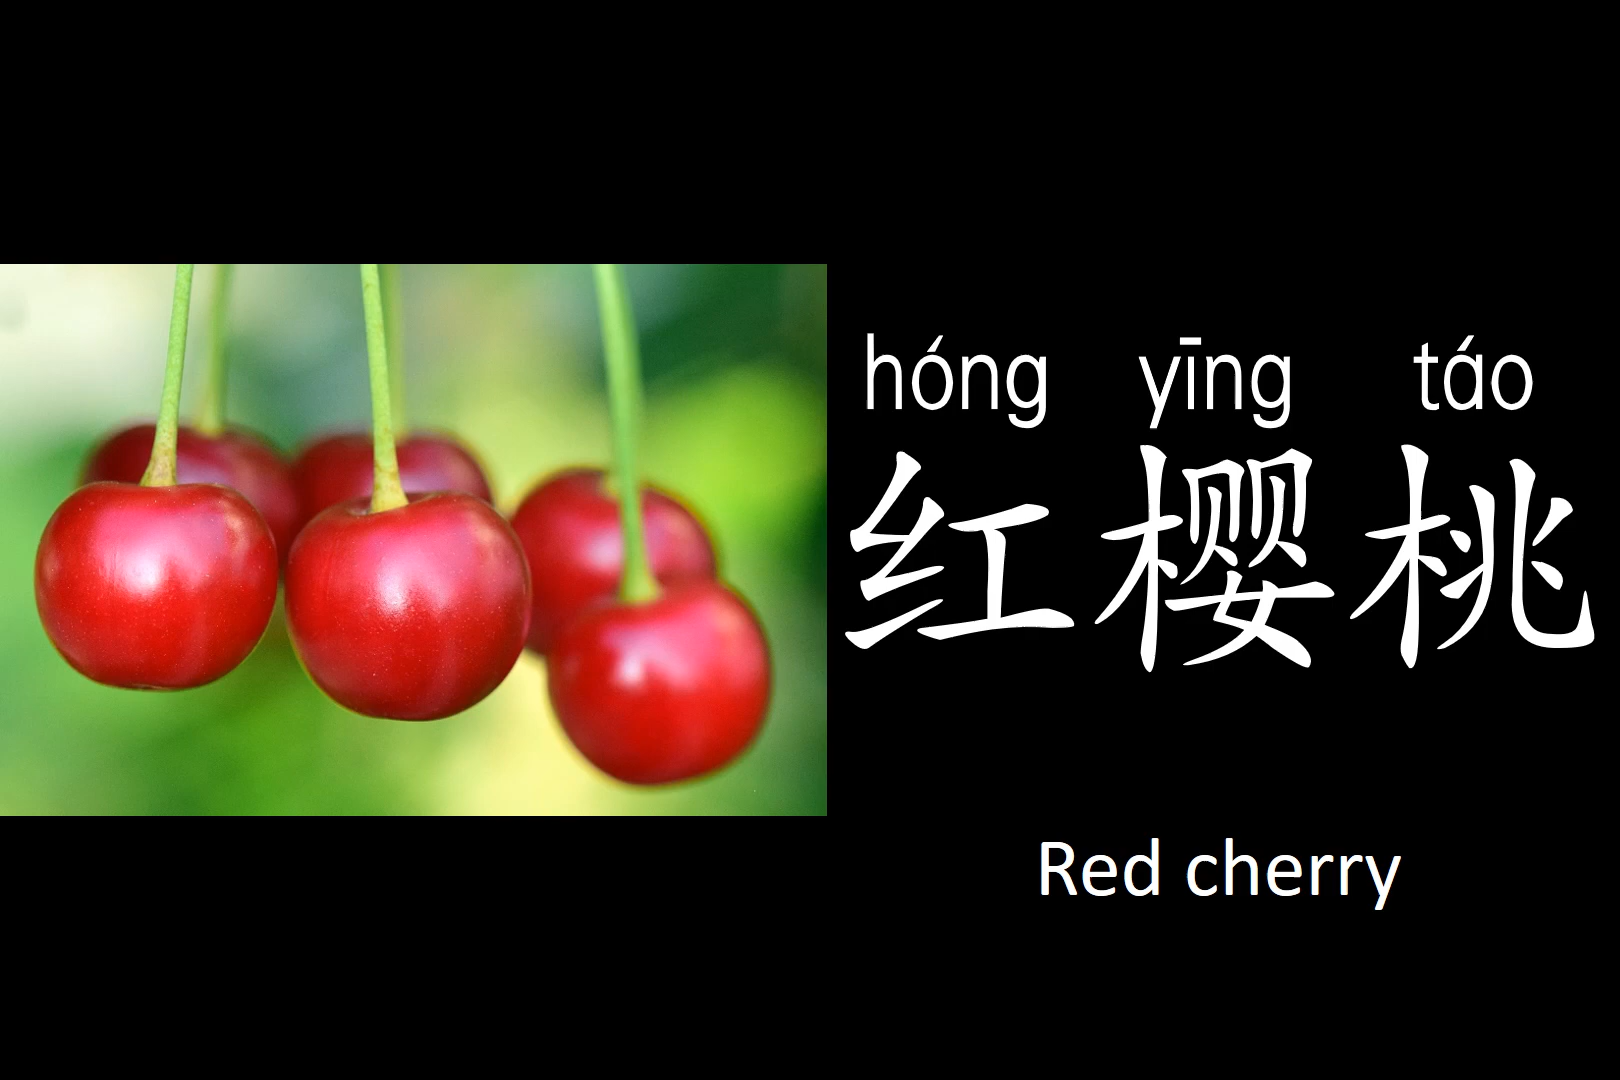 hóng yīng táo
红樱桃
Red cherry